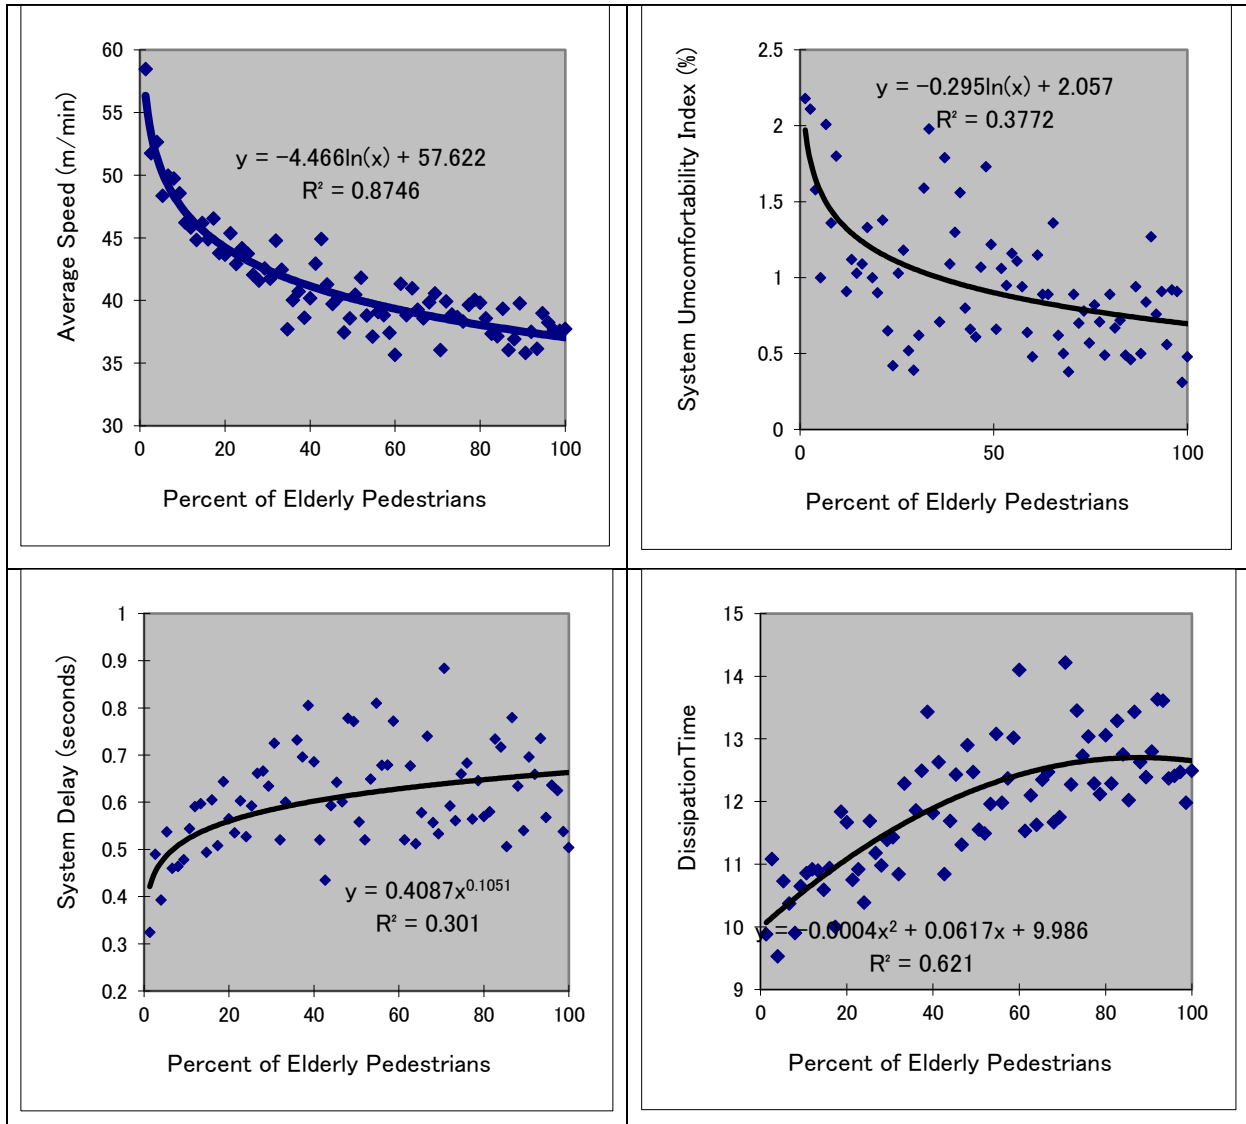 60
55
50
45
40
35
30
Average Speed (m/min)
y = -4.466ln(x) + 57.622
R² = 0.8746
0 20 40 60 80 100
Percent of Elderly Pedestrians
2.5
2
1.5
1
0.5
0
System Umcomfortability Index (%)
y = -0.295ln(x) + 2.057
R² = 0.3772
0 50 100
Percent of Elderly Pedestrians
1
0.9
0.8
0.7
0.6
0.5
0.4
0.3
0.2
System Delay (seconds)
y = 0.4087x^0.1051
R² = 0.301
0 20 40 60 80 100
Percent of Elderly Pedestrians
15
14
13
12
11
10
9
Dissipation Time
y = -0.0004x² + 0.0617x + 9.986
R² = 0.621
0 20 40 60 80 100
Percent of Elderly Pedestrians